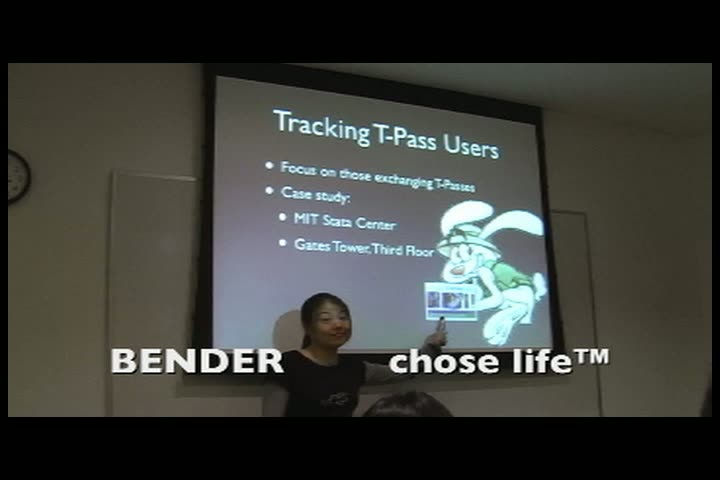 Tracking T-Pass Users
• Focus on those exchanging T-Passes
• Case study:
• MIT Stata Center
• Gates Tower, Third Floor
BENDER chose life™